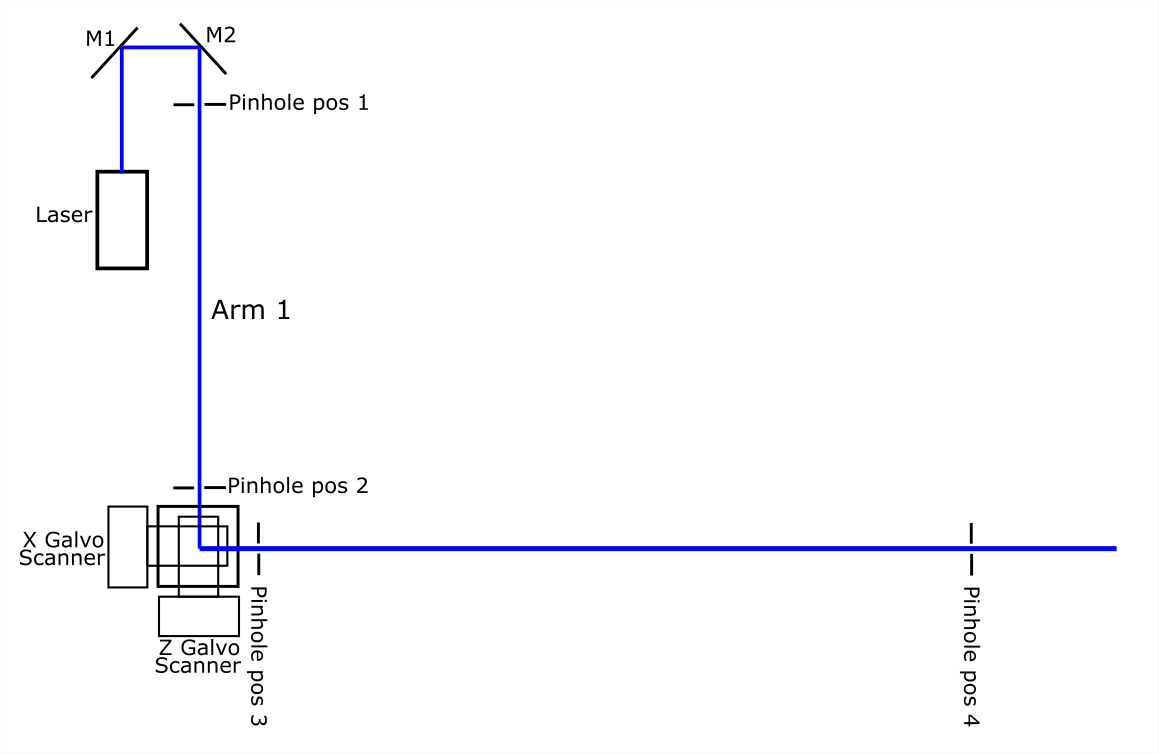 M1
M2
Pinhole pos 1
Laser
Arm 1
Pinhole pos 2
X Galvo
Scanner
Z Galvo
Scanner
Pinhole pos 3
Pinhole pos 4